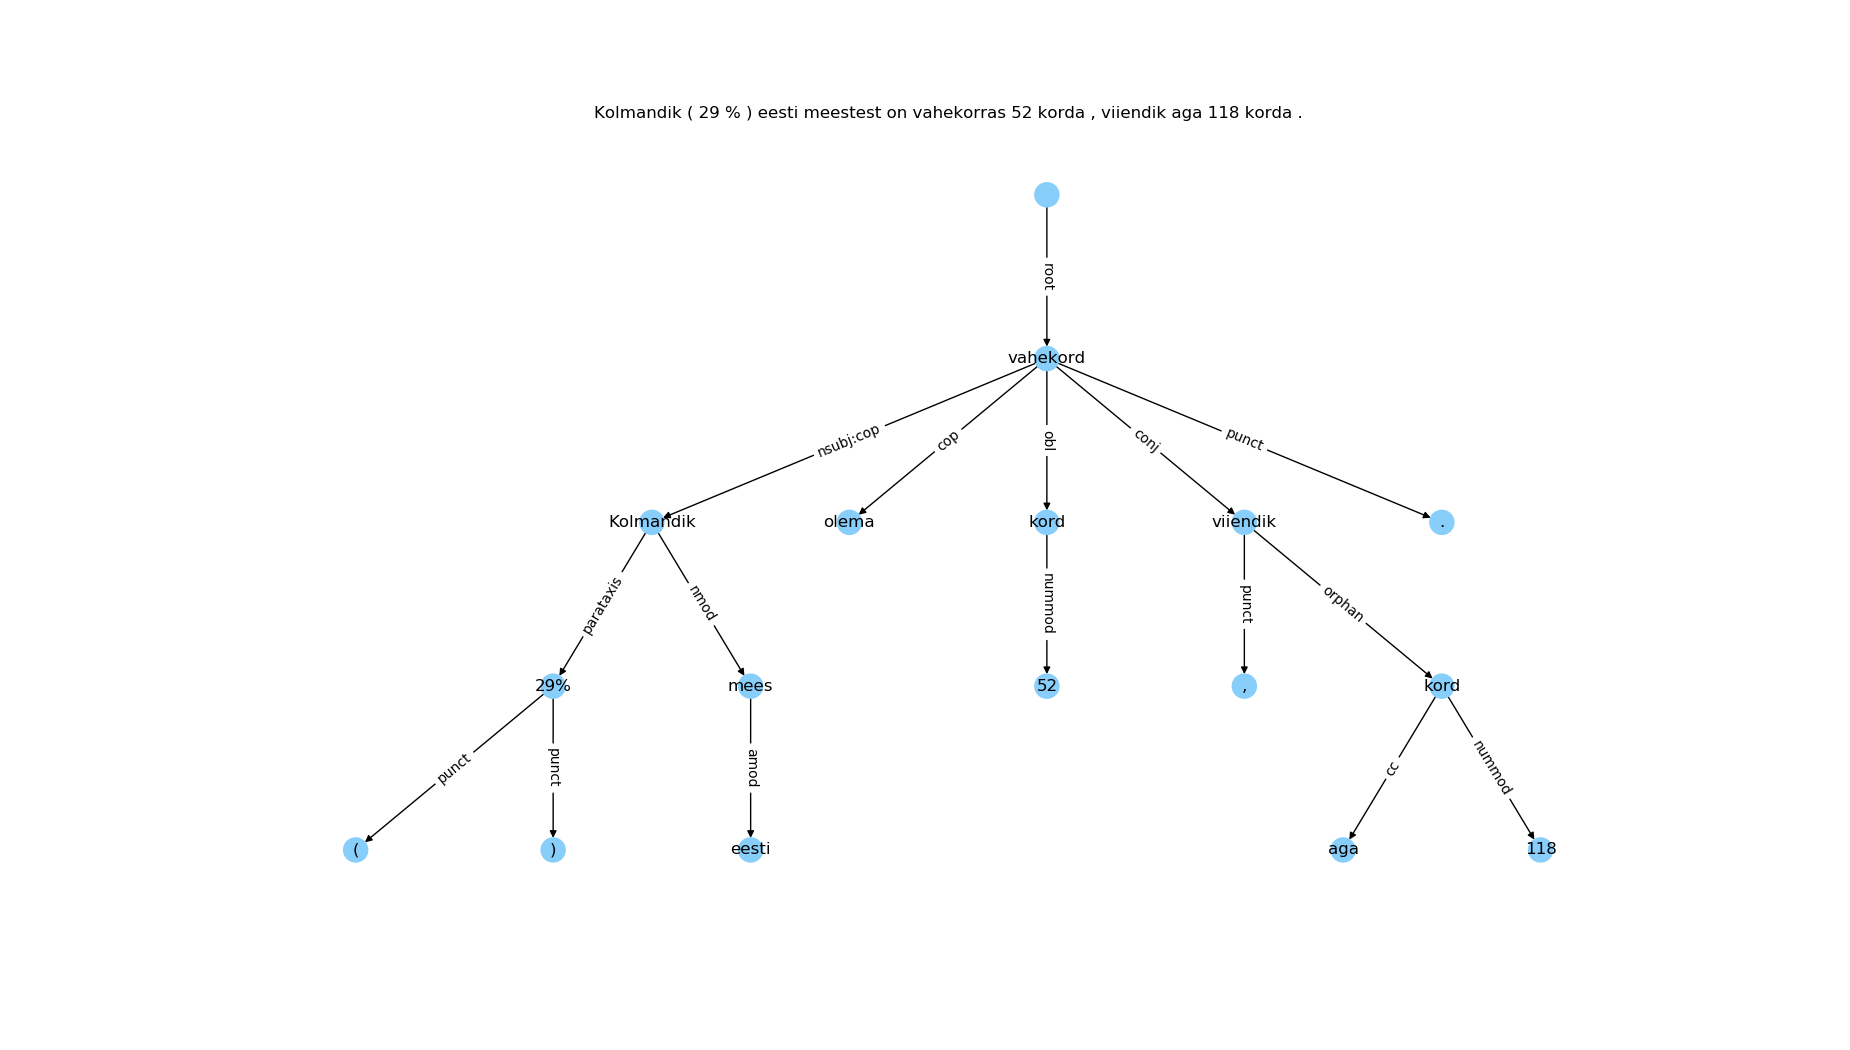 Kolmandik ( 29 % ) eesti meestest on vahekorras 52 korda , viiendik aga 118 korda .
root
vahekord
nsubj:cop cop obl conj punct
Kolmandik olema kord viiendik .
parataxis nmod nummod punct orphan
29% mees 52 , kord
punct punct amod cc nummod
( ) eesti aga 118